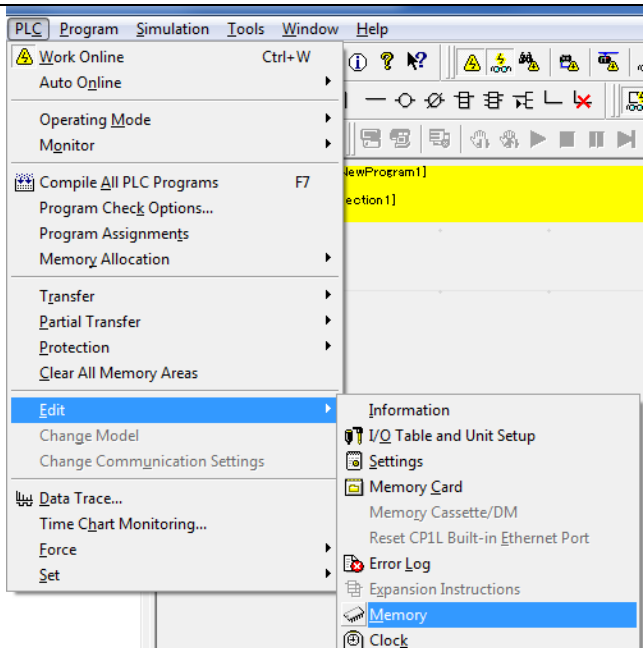 PLC Program Simulation Tools Window Help
Work Online Ctrl+W
Auto Online
Operating Mode
Monitor
Compile All PLC Programs F7
Program Check Options...
Program Assignments
Memory Allocation
Transfer
Partial Transfer
Protection
Clear All Memory Areas
Edit
Change Model
Change Communication Settings
Data Trace...
Time Chart Monitoring...
Force
Set
NewProgram1]
ection1]
Information
I/O Table and Unit Setup
Settings
Memory Card
Memory Cassette/DM
Reset CP1L Built-in Ethernet Port
Error Log
Expansion Instructions
Memory
Clock